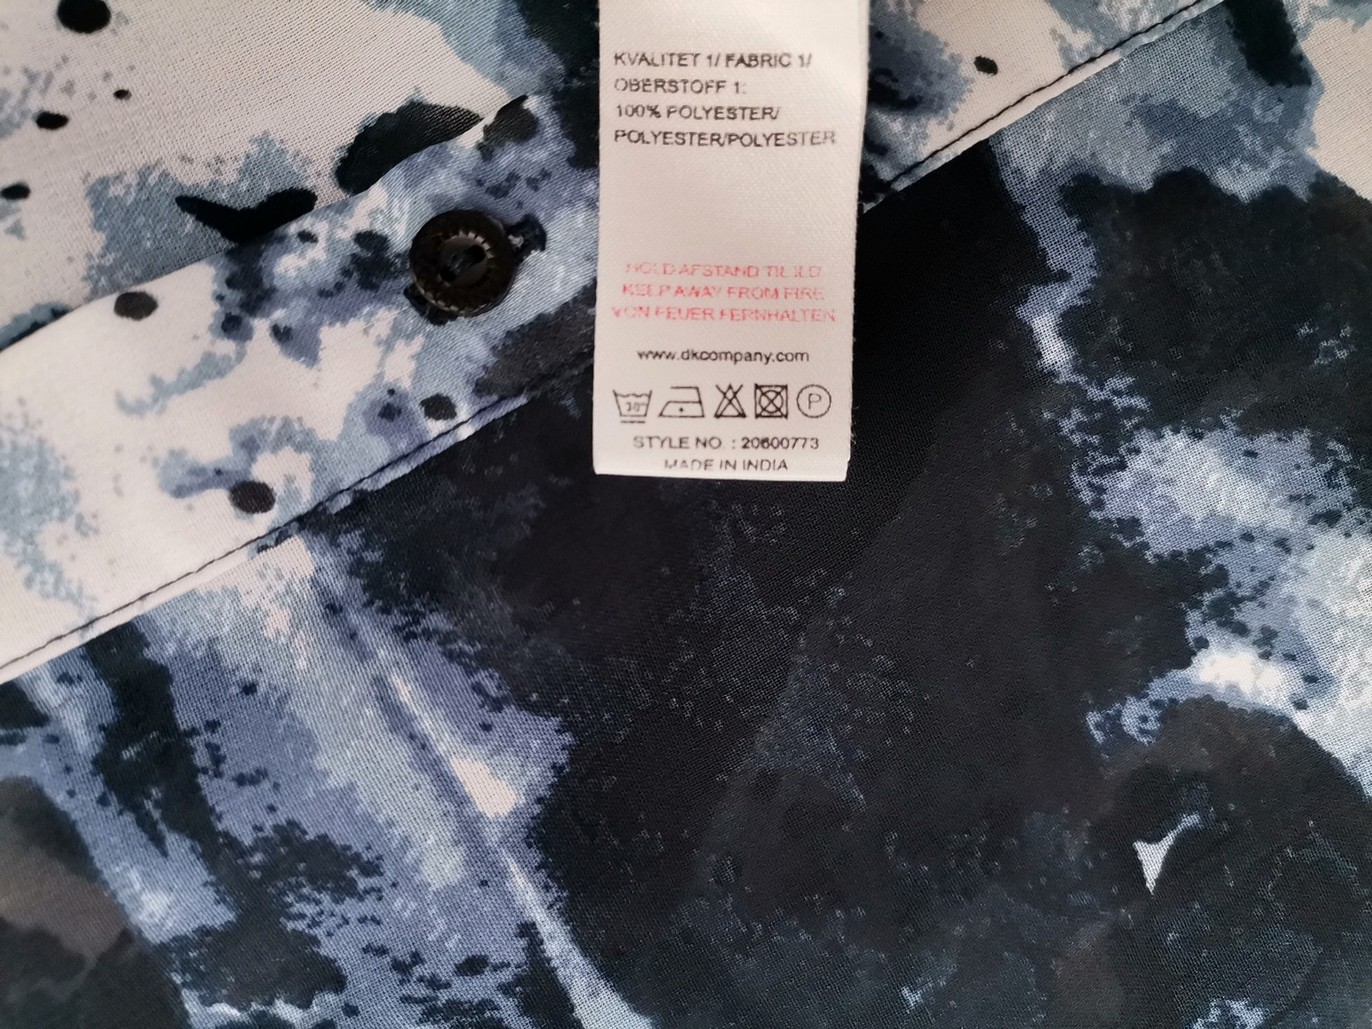 KVALITET 1/ FABRIC 1/
OBERSTOFF 1:
100% POLYESTER/
POLYESTER/POLYESTER
HOLD AFSTAND TIL ILD
KEEP AWAY FROM FIRE
VON FEUER FERNHALTEN
www.dkcompany.com
30° P
STYLE NO. : 20600773
MADE IN INDIA